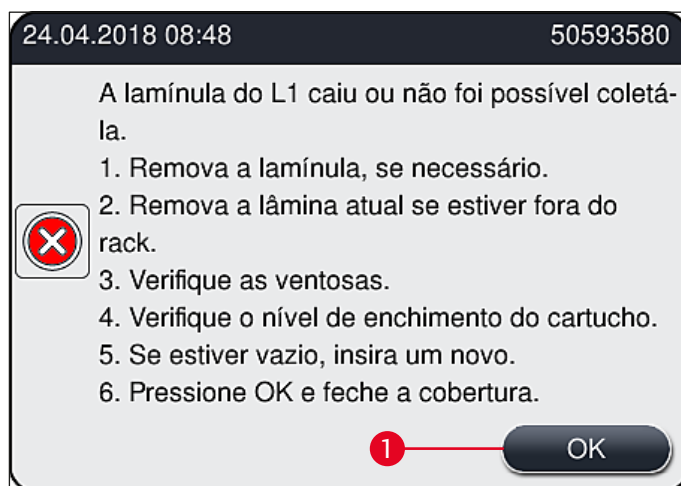 24.04.2018 08:48 50593580
A lamínula do L1 caiu ou não foi possível coletá-
la.
1. Remova a lamínula, se necessário.
2. Remova a lâmina atual se estiver fora do
rack.
3. Verifique as ventosas.
4. Verifique o nível de enchimento do cartucho.
5. Se estiver vazio, insira um novo.
6. Pressione OK e feche a cobertura.
1 OK